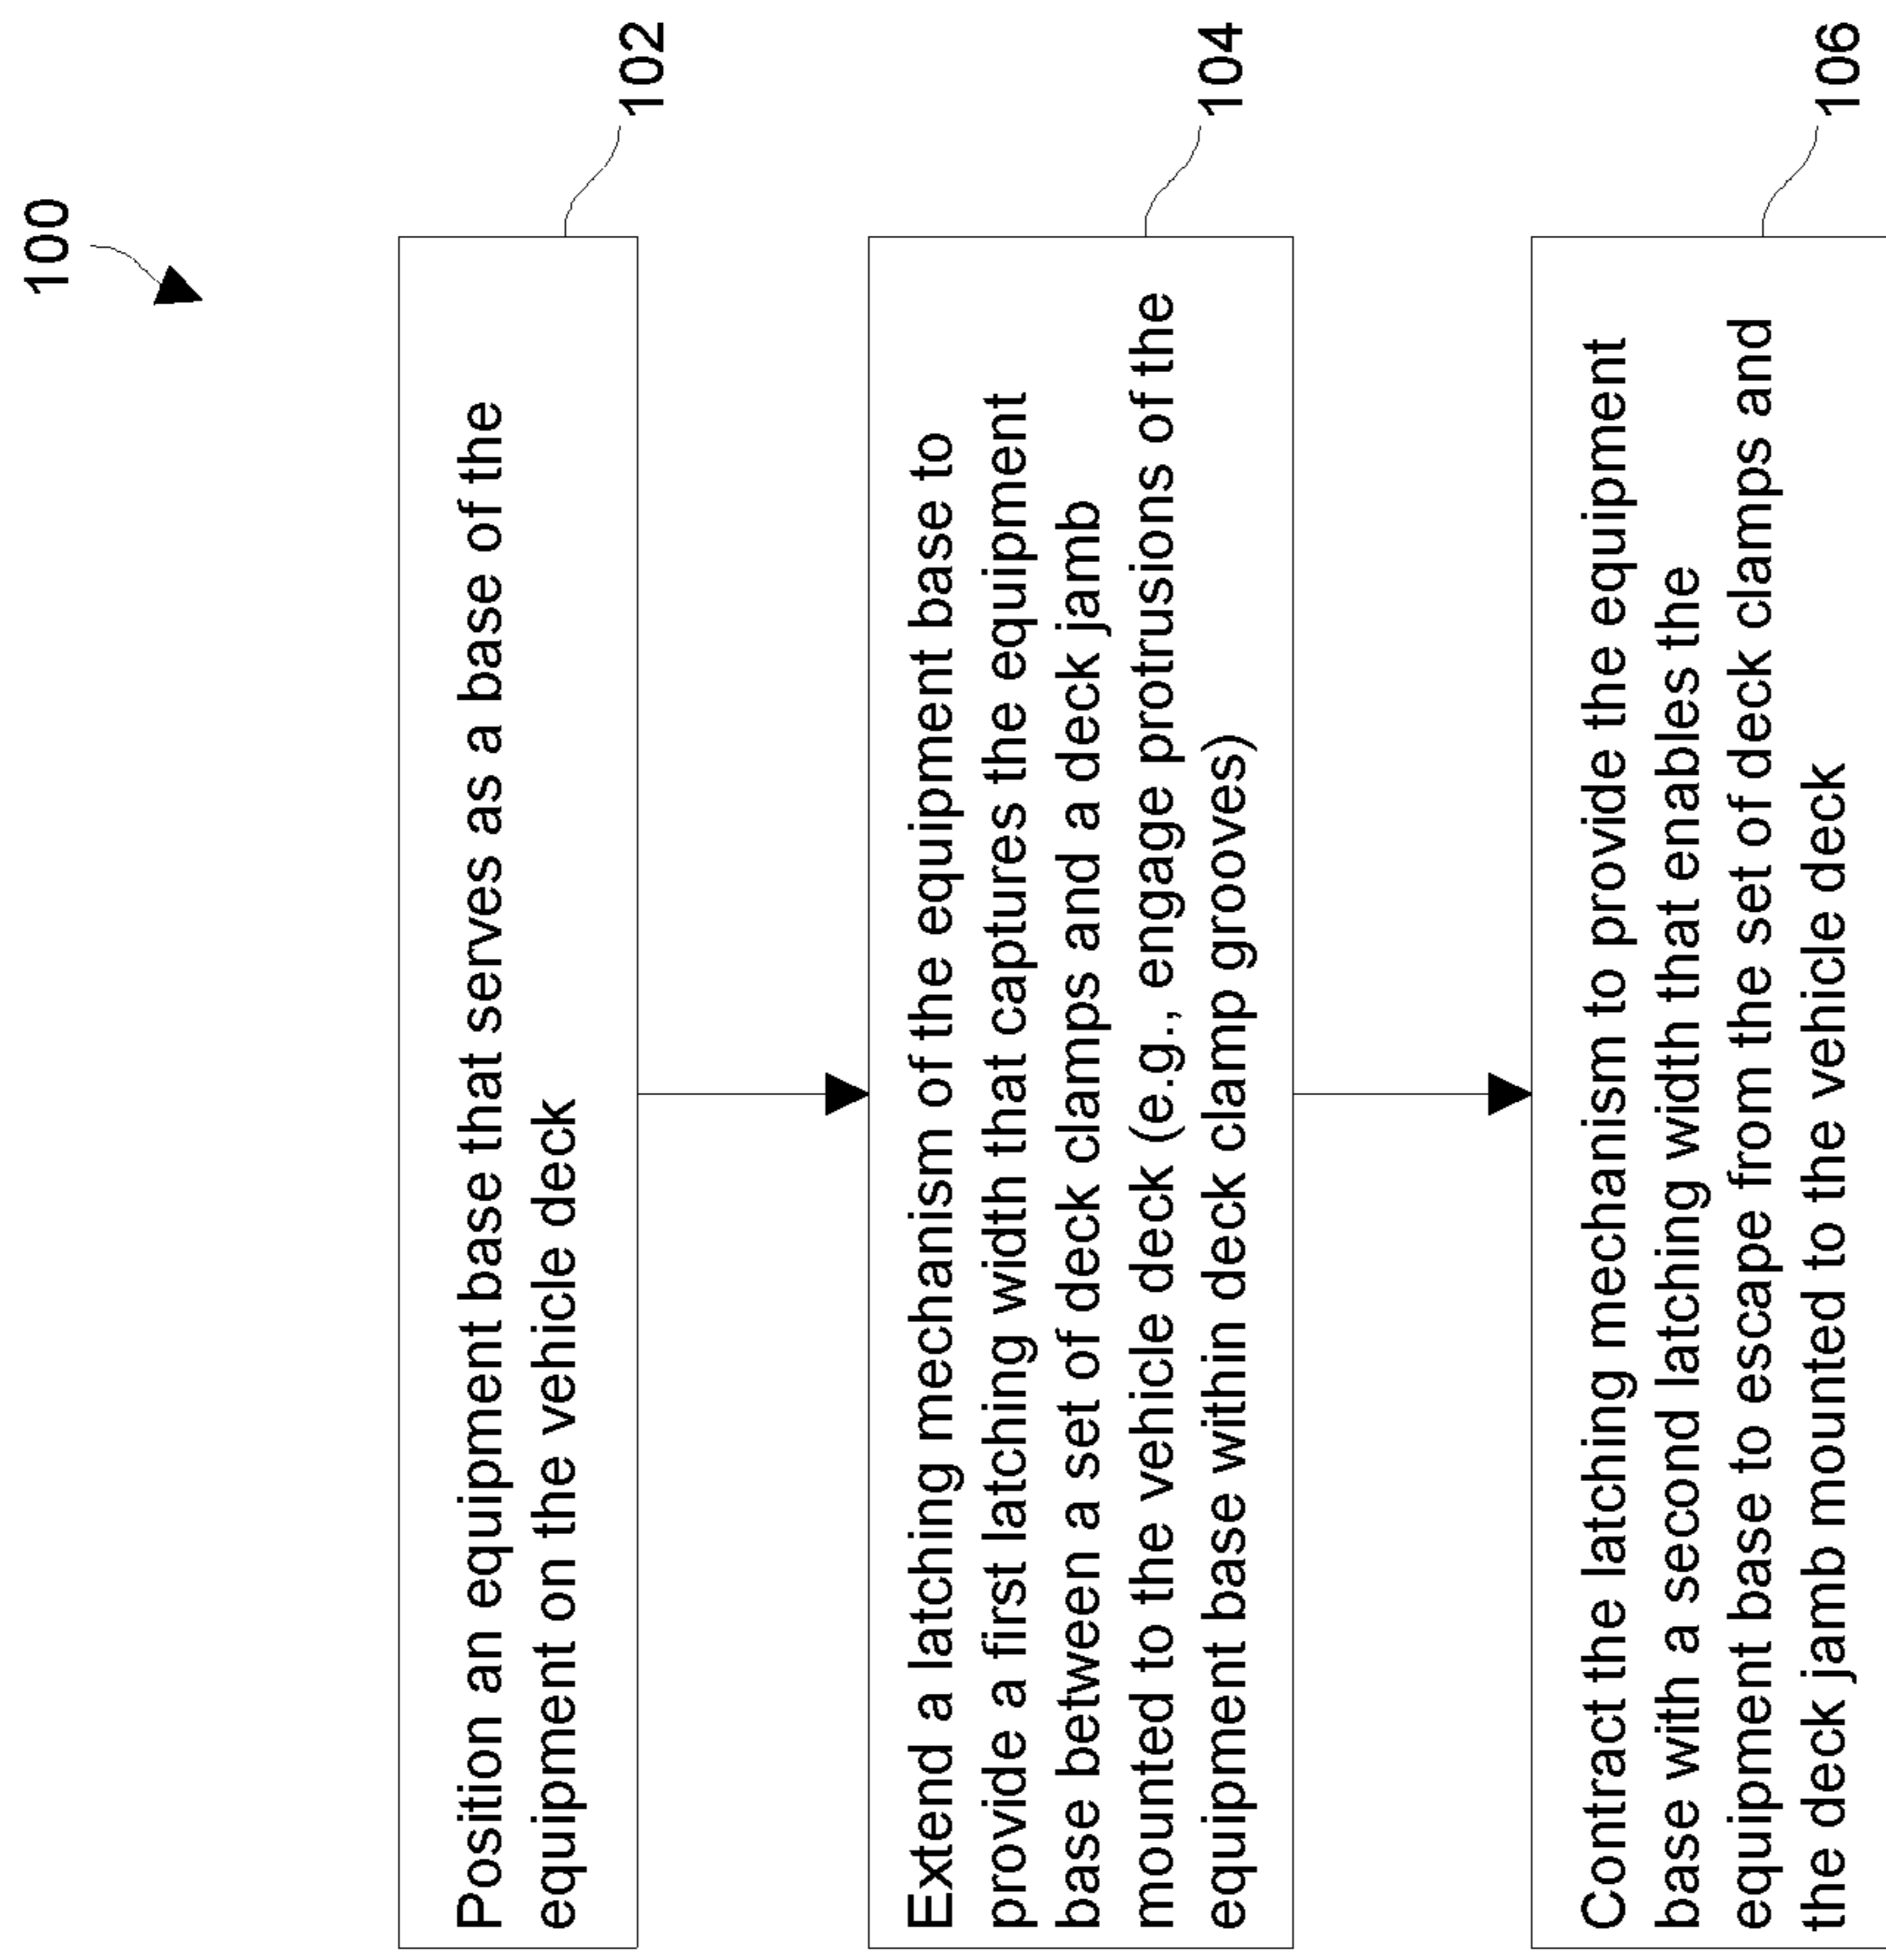 100
Position an equipment base that serves as a base of the
equipment on the vehicle deck
102
Extend a latching mechanism of the equipment base to
provide a first latching width that captures the equipment
base between a set of deck clamps and a deck jamb
mounted to the vehicle deck (e.g., engage protrusions of the
equipment base within deck clamp grooves)
104
Contract the latching mechanism to provide the equipment
base with a second latching width that enables the
equipment base to escape from the set of deck clamps and
the deck jamb mounted to the vehicle deck
106